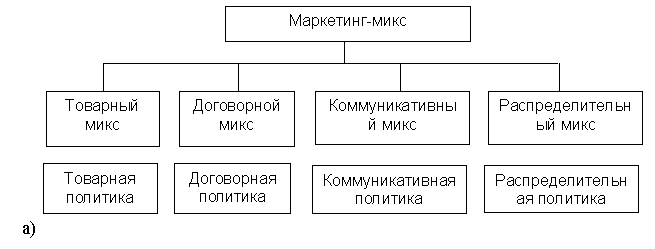 Маркетинг-микс
Товарный
микс
Договорной
микс
Коммуникативны
й микс
Распределительн
ый микс
Товарная
политика
Договорная
политика
Коммуникативная
политика
Распределительн
ая политика
а)